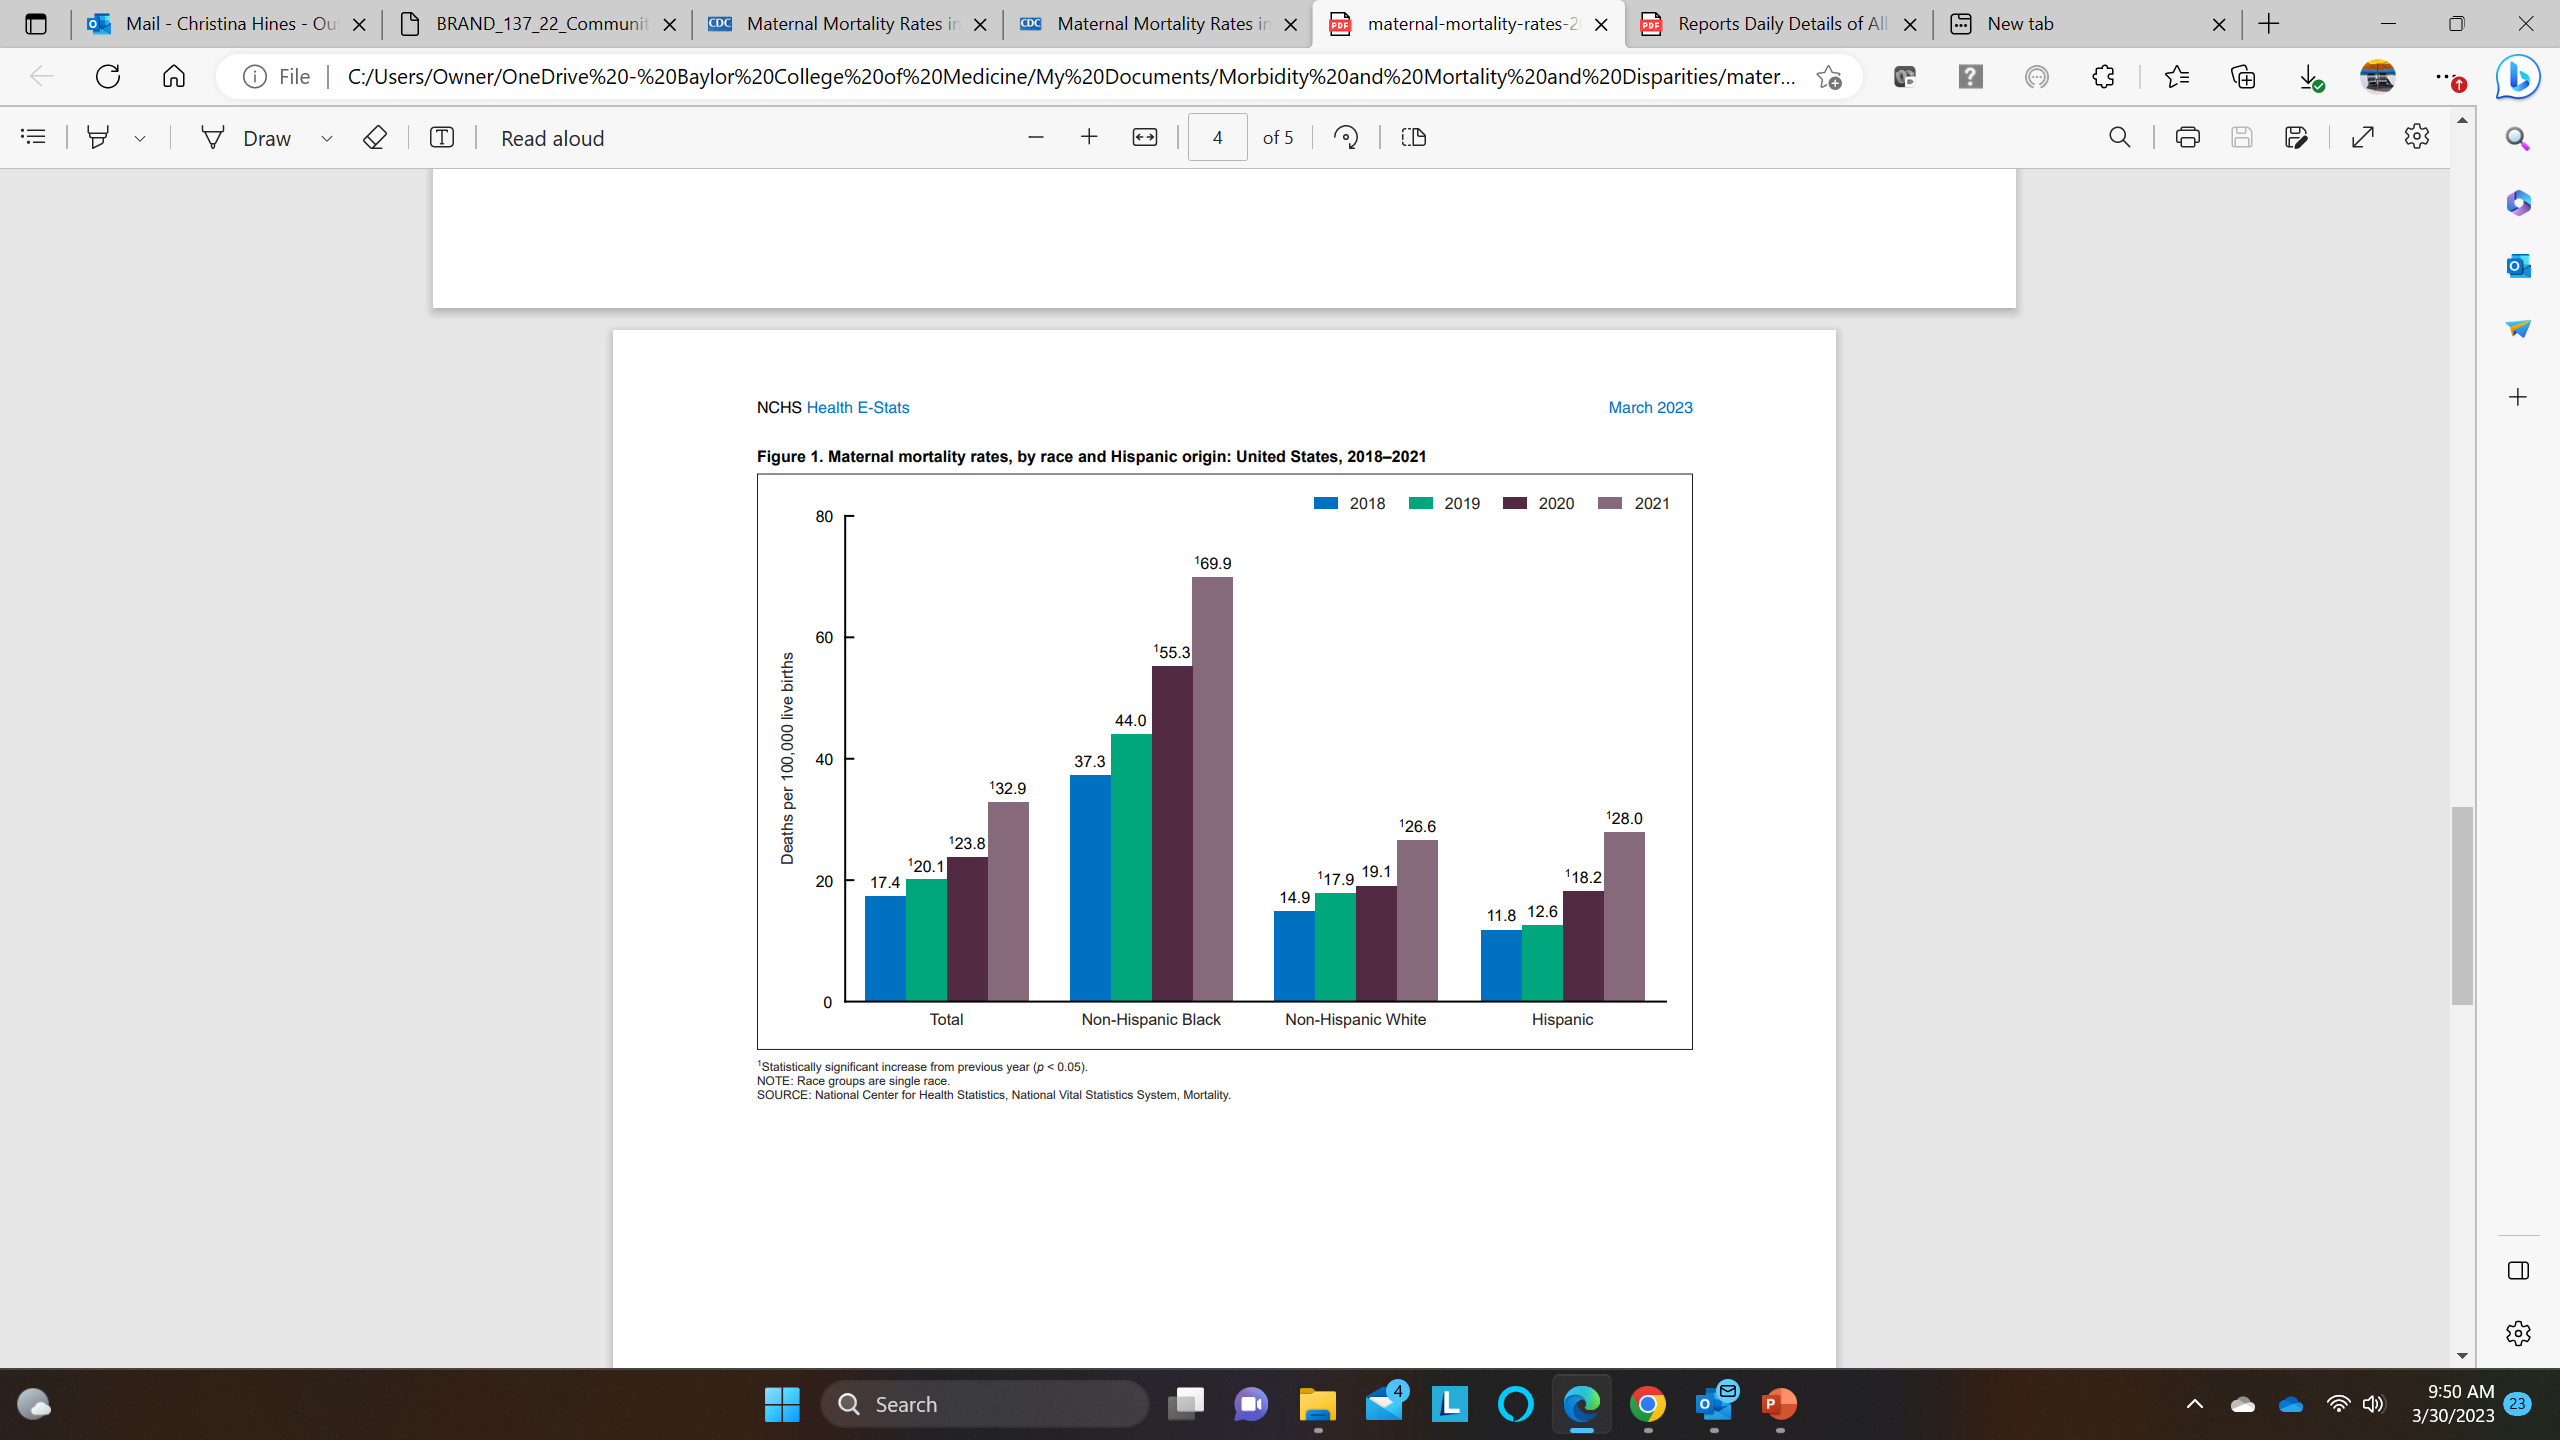 Mail - Christina Hines - Ou
BRAND_137_22_Communit
CDC Maternal Mortality Rates in
CDC Maternal Mortality Rates in
PDF maternal-mortality-rates-2
PDF Reports Daily Details of All
New tab
File C:/Users/Owner/OneDrive%20-%20Baylor%20College%20of%20Medicine/My%20Documents/Morbidity%20and%20Mortality%20and%20Disparities/mater...
Draw
Read aloud
4 of 5
NCHS Health E-Stats
March 2023
Figure 1. Maternal mortality rates, by race and Hispanic origin: United States, 2018–2021
2018 2019 2020 2021
Deaths per 100,000 live births
80
60
40
20
0
17.4 ¹20.1 ¹23.8 ¹32.9
37.3 44.0 ¹55.3 ¹69.9
14.9 ¹17.9 19.1 ¹26.6
11.8 12.6 ¹18.2 ¹28.0
Total Non-Hispanic Black Non-Hispanic White Hispanic
¹Statistically significant increase from previous year (p < 0.05).
NOTE: Race groups are single race.
SOURCE: National Center for Health Statistics, National Vital Statistics System, Mortality.
Search
4
9:50 AM
3/30/2023
23